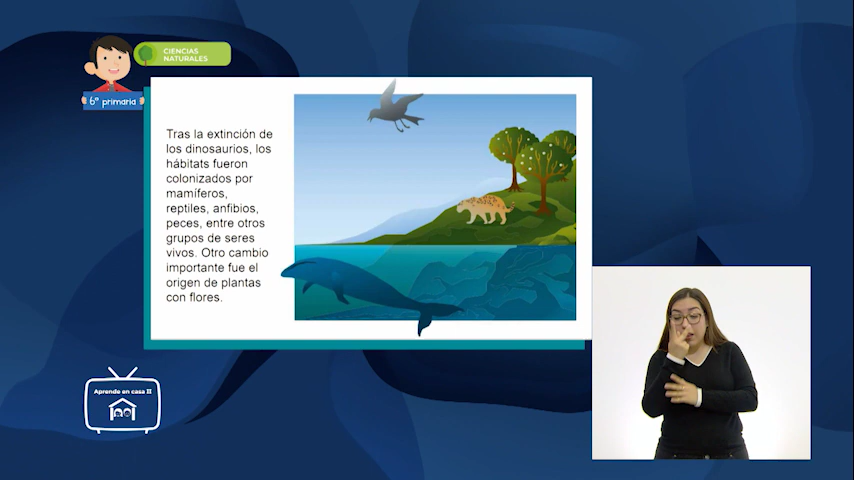 CIENCIAS
NATURALES
6º primaria
Tras la extinción de
los dinosaurios, los
hábitats fueron
colonizados por
mamíferos,
reptiles, anfibios,
peces, entre otros
grupos de seres
vivos. Otro cambio
importante fue el
origen de plantas
con flores.
Aprende en casa II